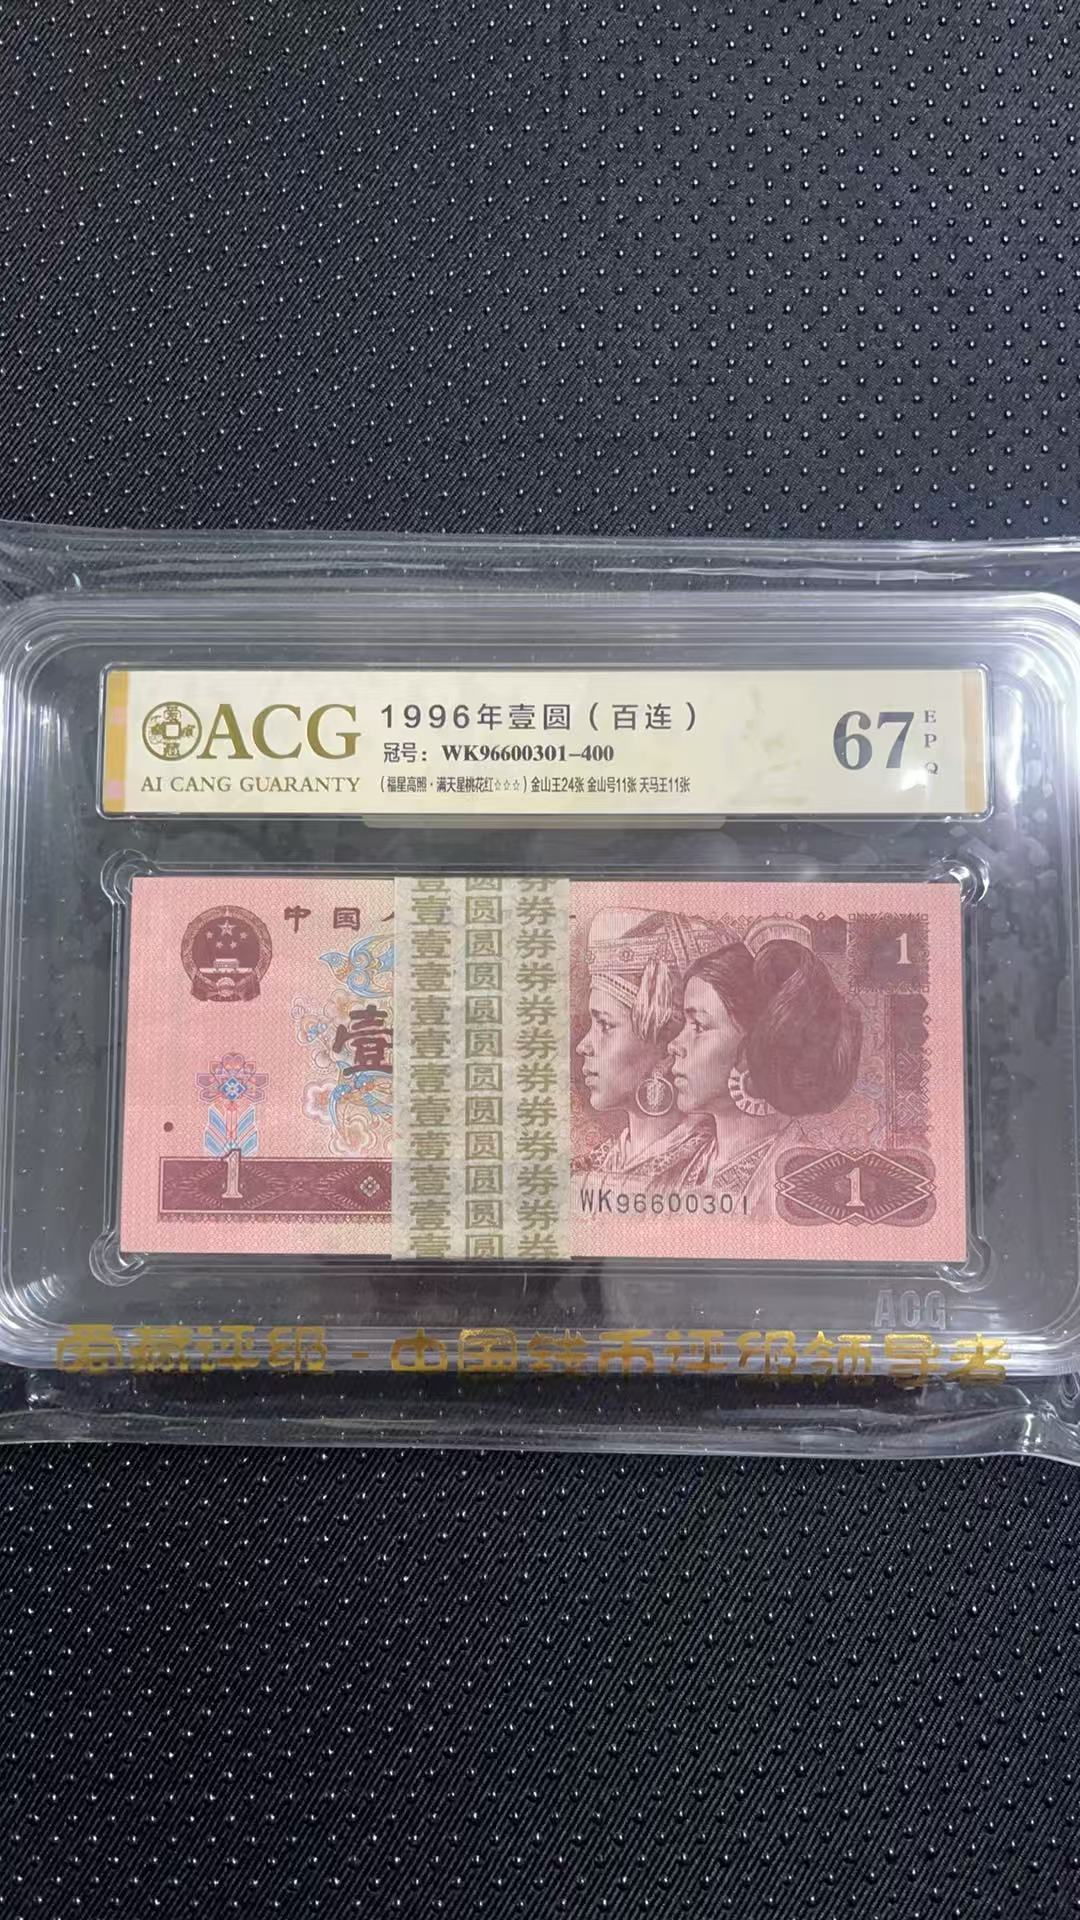 ACG
AI CANG GUARANTY
1996年壹圆（百连）
冠号：WK96600301-400
(福星高照·满天星桃花红☆☆☆) 金山王24张 金山号11张 天马王11张
67
EPQ
中国
壹
1
壹圆券
壹圆券
壹圆券
壹圆券
壹圆券
壹圆券
壹圆券
壹圆券
壹圆券
壹圆券
壹圆券
壹圆券
1
WK96600301
1
ACG
爱藏评级-中国钱币评级领导者